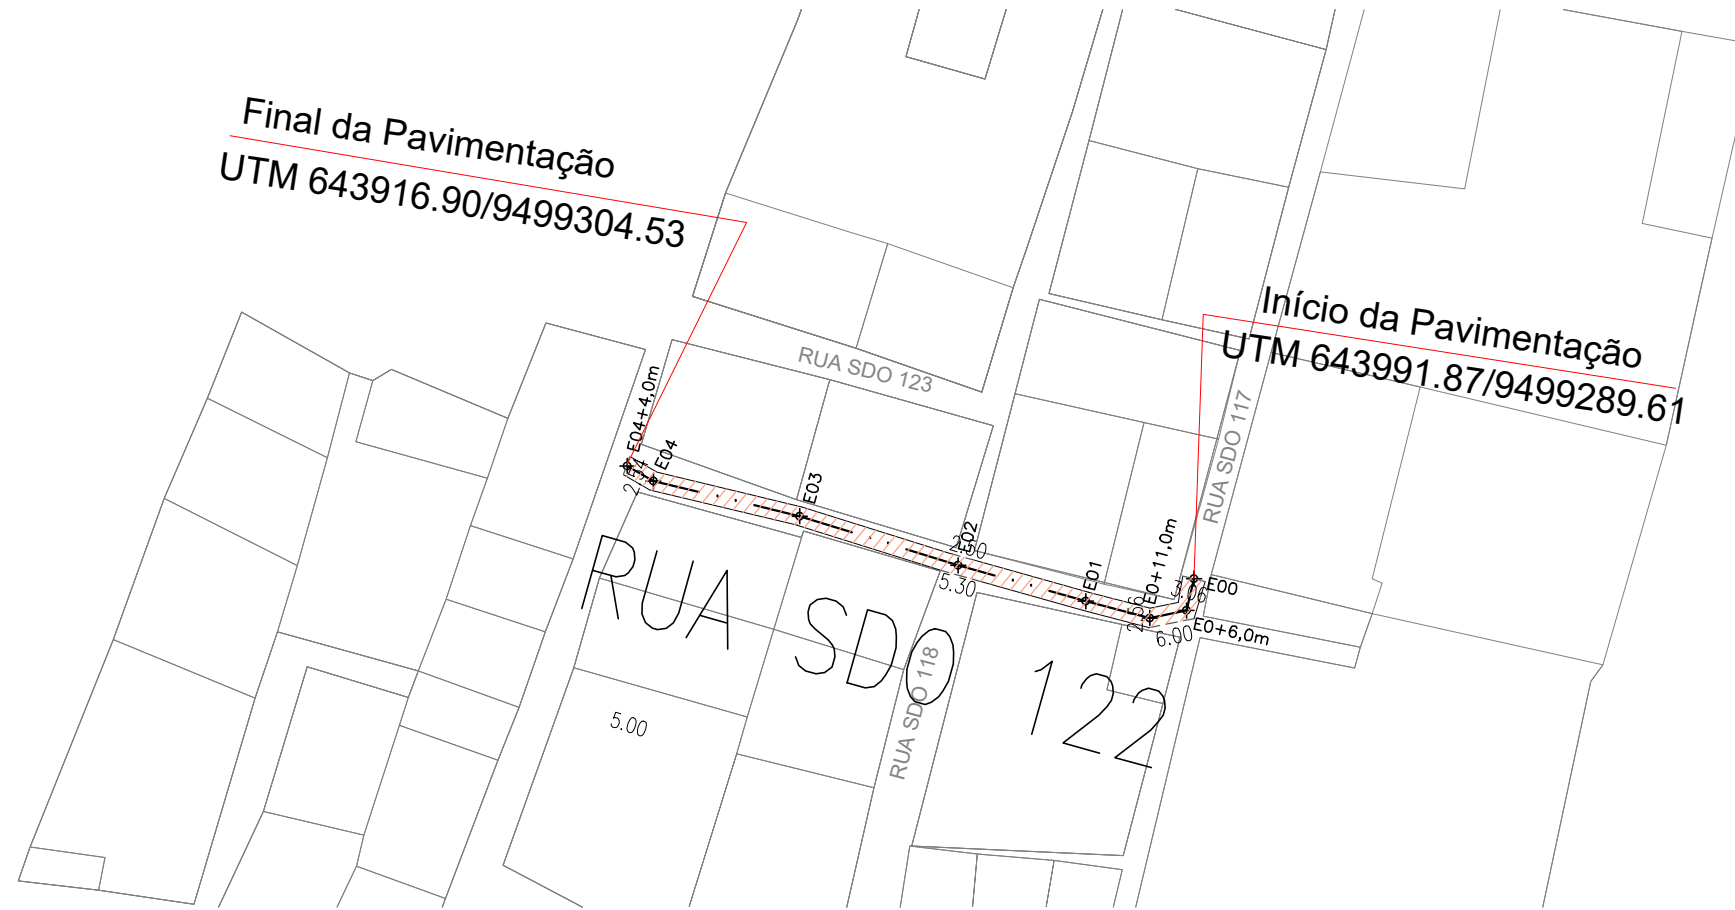 Final da Pavimentação
UTM 643916.90/9499304.53
Início da Pavimentação
UTM 643991.87/9499289.61
RUA SDO 123
RUA SDO 117
E04+4,0m
E04
E03
E02
5.30
E01
E0+11,0m
E00
3.06
6.00
E0+6,0m
RUA SDO 122
RUA SDO 118
5.00